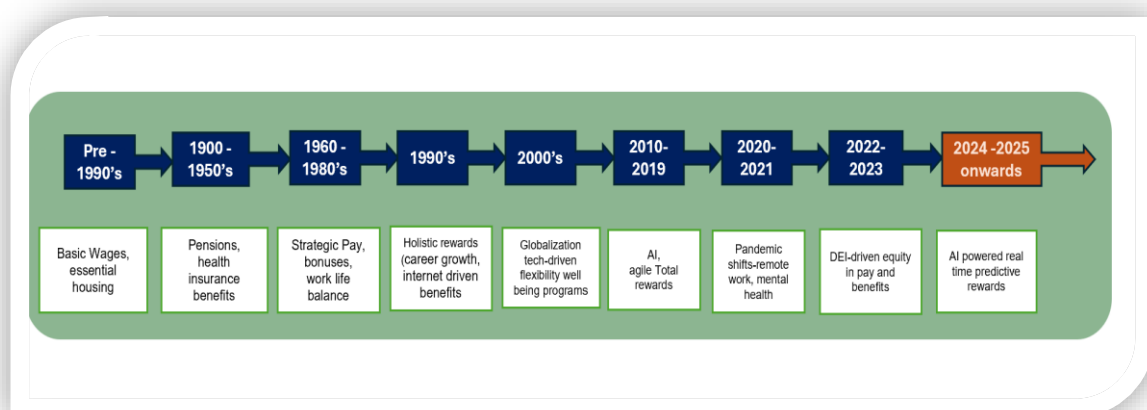 Pre -
1990's
1900 -
1950's
1960 -
1980's
1990's
2000's
2010-
2019
2020-
2021
2022-
2023
2024 -2025
onwards
Basic Wages,
essential
housing
Pensions,
health
insurance
benefits
Strategic Pay,
bonuses,
work life
balance
Holistic rewards
(career growth,
internet driven
benefits
Globalization
tech-driven
flexibility well
being programs
AI,
agile Total
rewards
Pandemic
shifts-remote
work, mental
health
DEI-driven equity
in pay and
benefits
AI powered real
time predictive
rewards